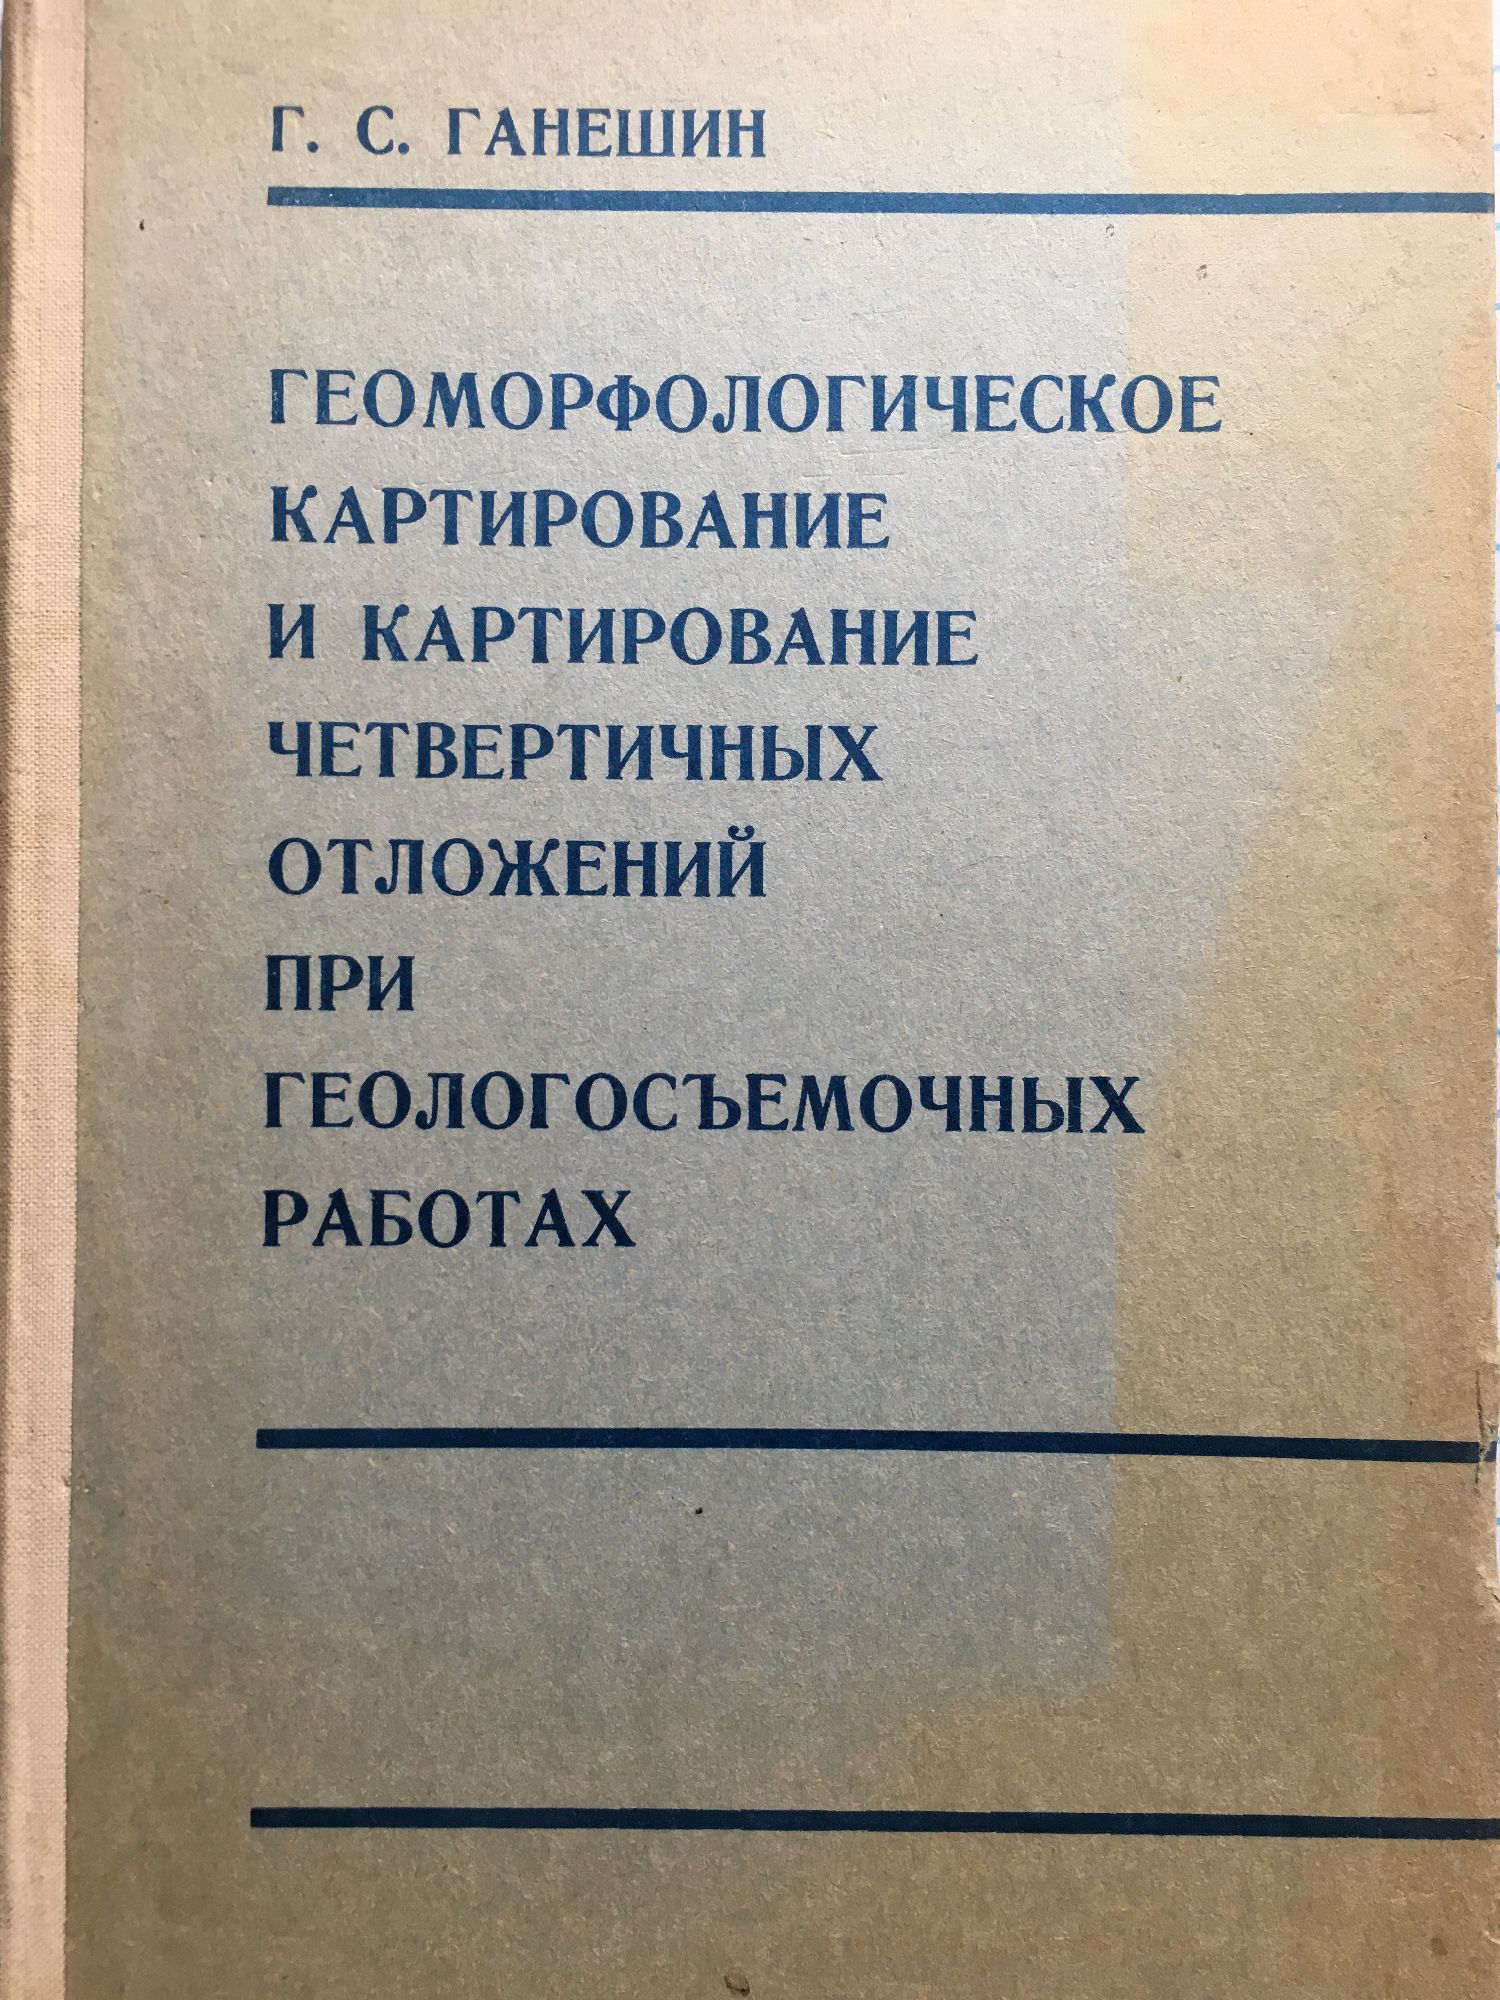 Г. С. ГАНЕШИН
ГЕОМОРФОЛОГИЧЕСКОЕ
КАРТИРОВАНИЕ
И КАРТИРОВАНИЕ
ЧЕТВЕРТИЧНЫХ
ОТЛОЖЕНИЙ
ПРИ
ГЕОЛОГОСЪЕМОЧНЫХ
РАБОТАХ